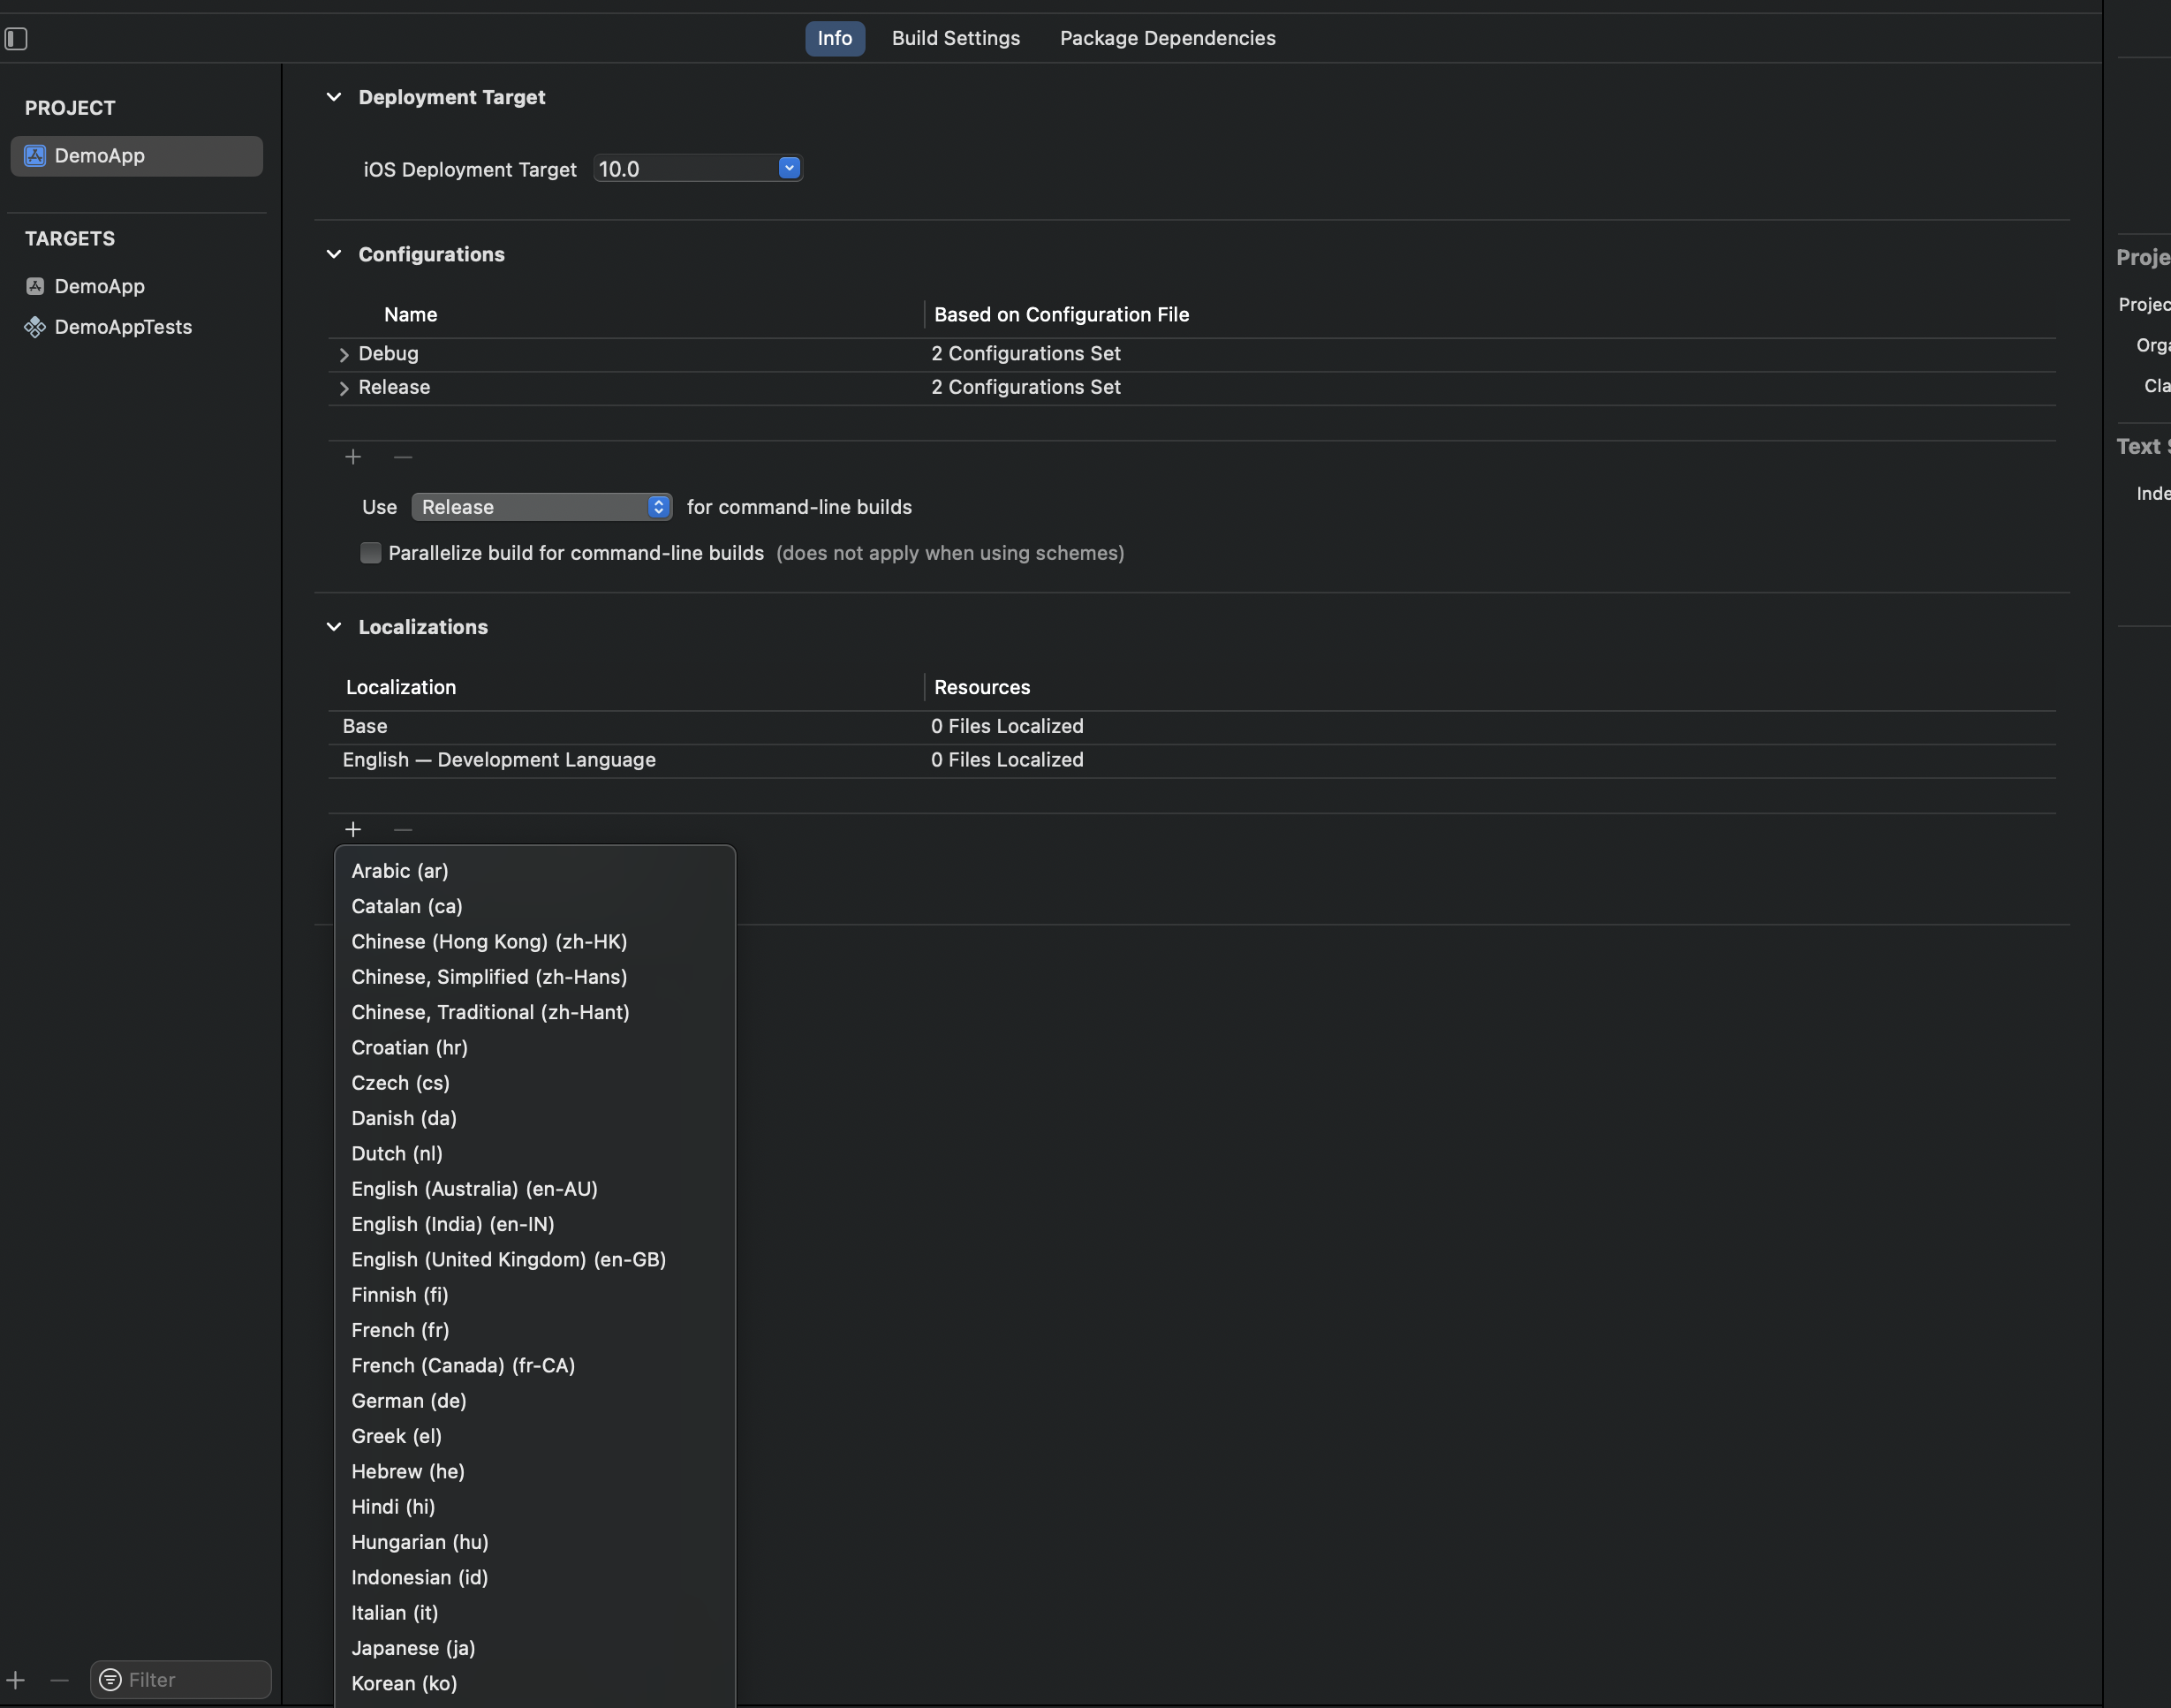 Info Build Settings Package Dependencies
PROJECT
DemoApp
TARGETS
DemoApp
DemoAppTests
Filter
Deployment Target
iOS Deployment Target 10.0
Configurations
Name Based on Configuration File
Debug 2 Configurations Set
Release 2 Configurations Set
Use Release for command-line builds
Parallelize build for command-line builds (does not apply when using schemes)
Localizations
Localization Resources
Base 0 Files Localized
English — Development Language 0 Files Localized
Arabic (ar)
Catalan (ca)
Chinese (Hong Kong) (zh-HK)
Chinese, Simplified (zh-Hans)
Chinese, Traditional (zh-Hant)
Croatian (hr)
Czech (cs)
Danish (da)
Dutch (nl)
English (Australia) (en-AU)
English (India) (en-IN)
English (United Kingdom) (en-GB)
Finnish (fi)
French (fr)
French (Canada) (fr-CA)
German (de)
Greek (el)
Hebrew (he)
Hindi (hi)
Hungarian (hu)
Indonesian (id)
Italian (it)
Japanese (ja)
Korean (ko)
Text